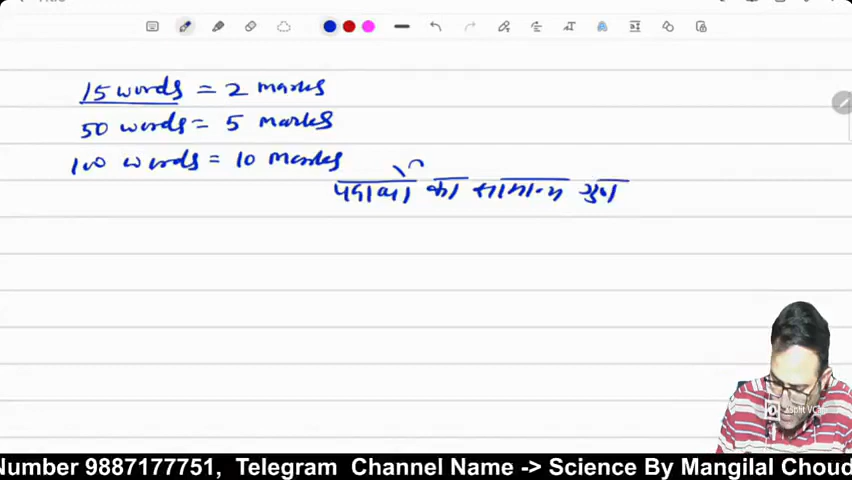 15 words = 2 marks
50 words = 5 marks
100 words = 10 marks
पदार्थों का सामान्य गुण
Number 9887177751, Telegram Channel Name -> Science By Mangilal Choud